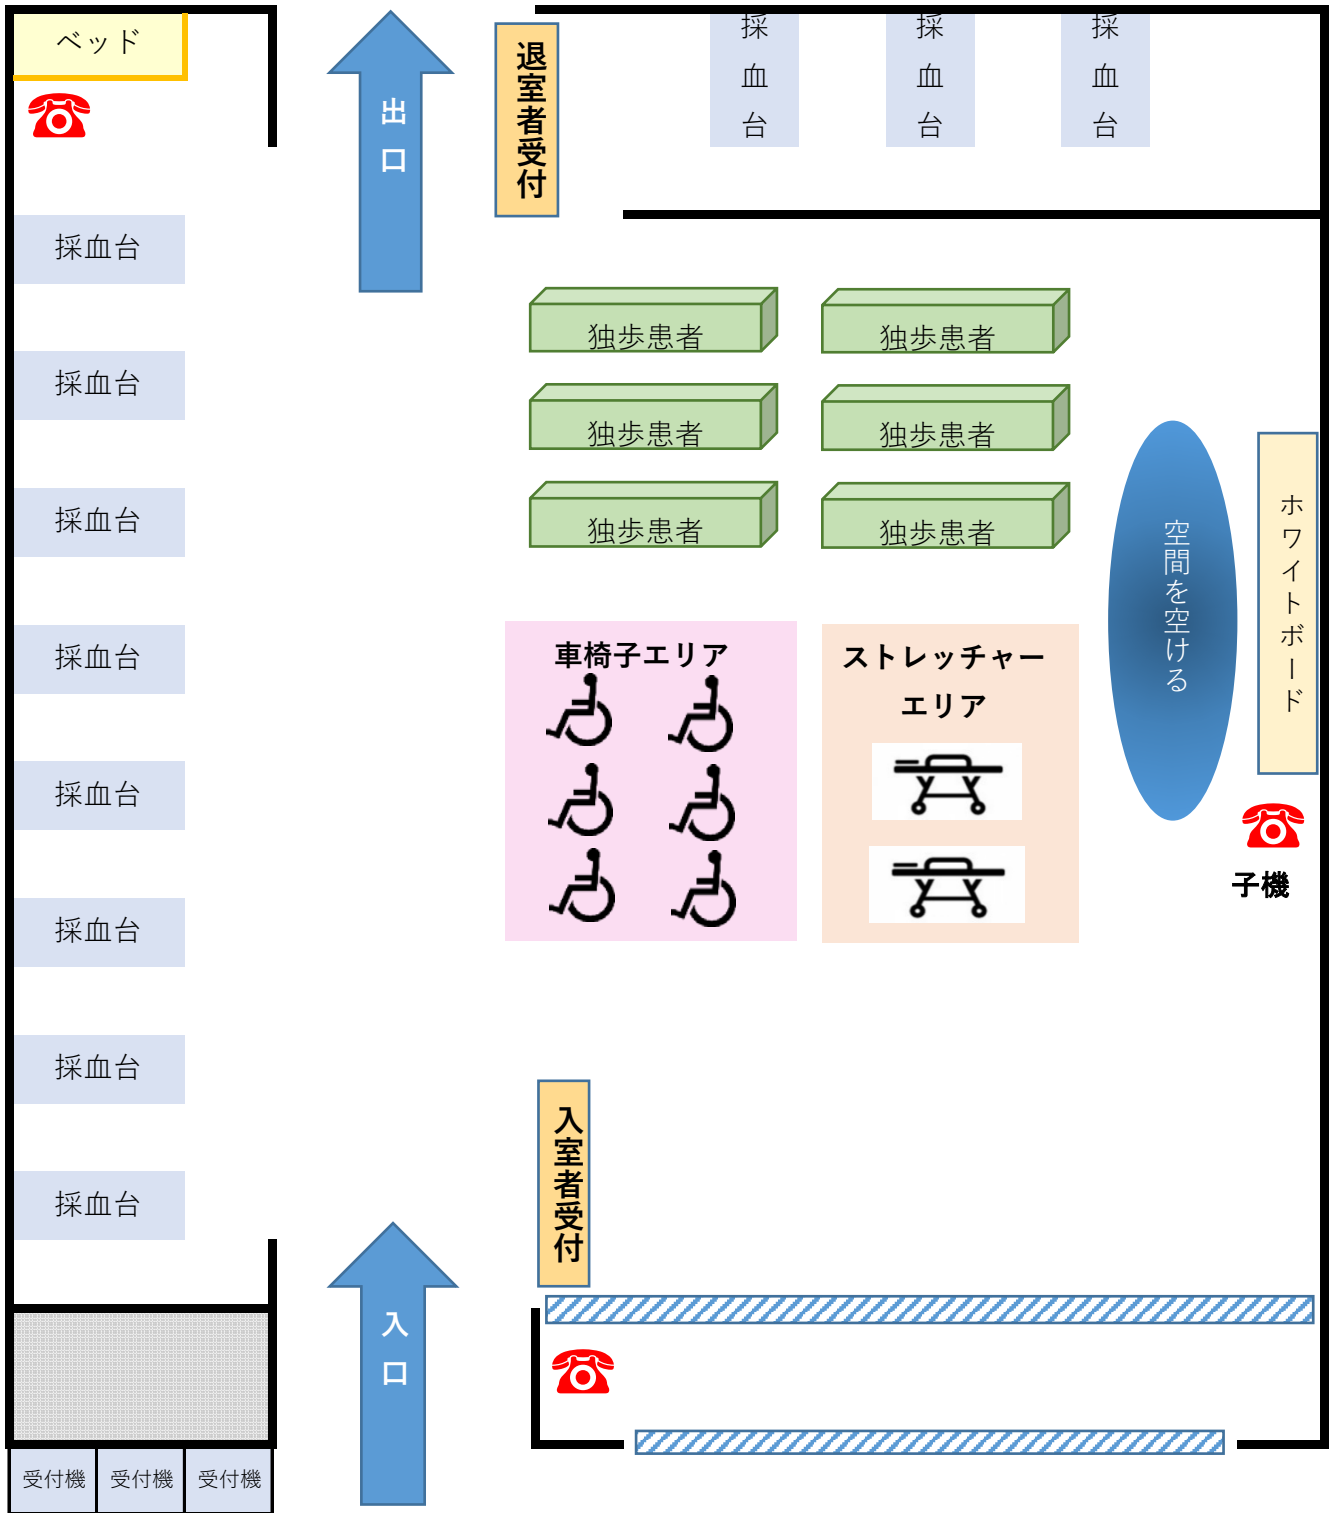 ベッド
出口
退室者受付
採血台
採血台
採血台
採血台
採血台
採血台
採血台
採血台
採血台
採血台
採血台
独歩患者
独歩患者
独歩患者
独歩患者
独歩患者
独歩患者
空間を空ける
ホワイトボード
車椅子エリア
ストレッチャー
エリア
子機
入室者受付
入口
受付機
受付機
受付機